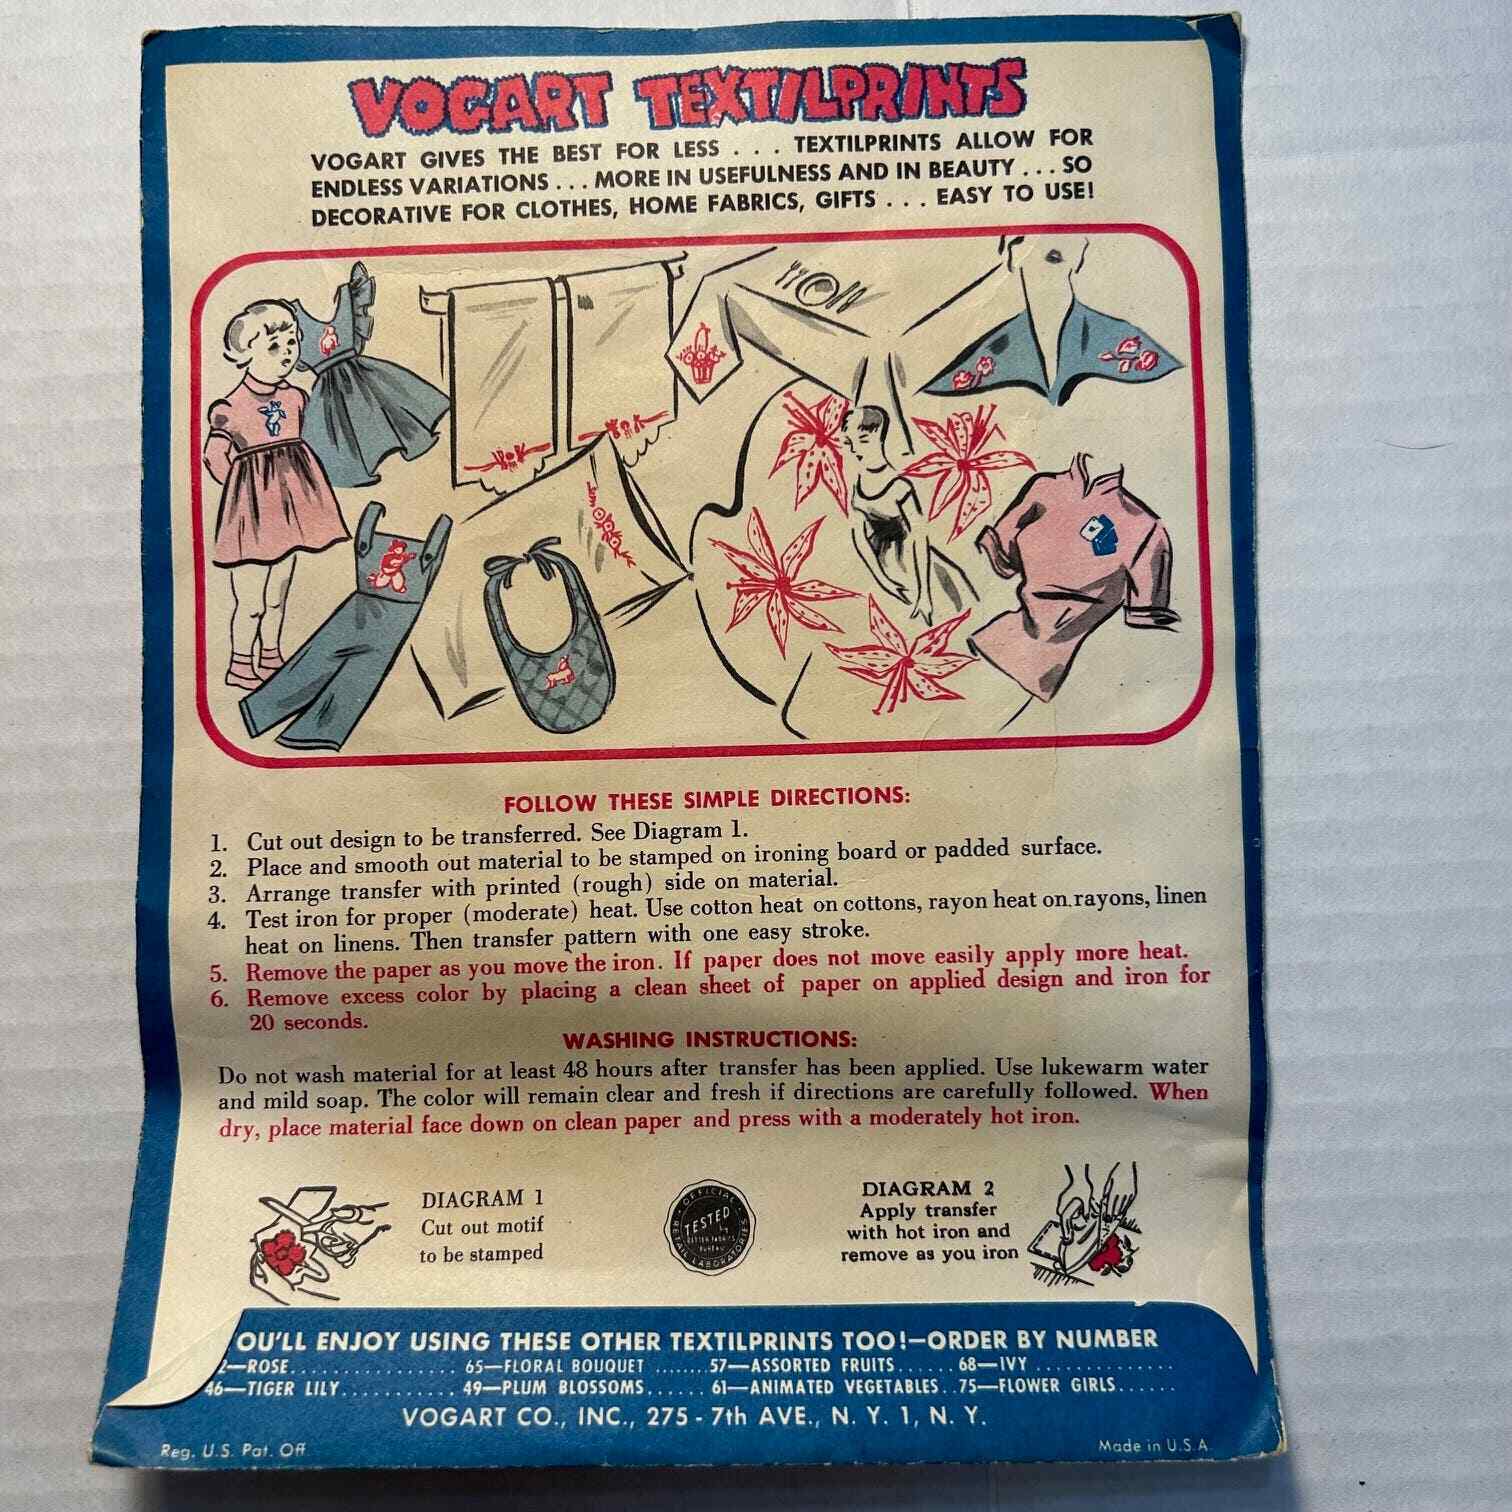 VOGART TEXTILPRINTS
VOGART GIVES THE BEST FOR LESS . . . TEXTILPRINTS ALLOW FOR
ENDLESS VARIATIONS . . . MORE IN USEFULNESS AND IN BEAUTY . . . SO
DECORATIVE FOR CLOTHES, HOME FABRICS, GIFTS . . . EASY TO USE!
FOLLOW THESE SIMPLE DIRECTIONS:
1. Cut out design to be transferred. See Diagram 1.
2. Place and smooth out material to be stamped on ironing board or padded surface.
3. Arrange transfer with printed (rough) side on material.
4. Test iron for proper (moderate) heat. Use cotton heat on cottons, rayon heat on rayons, linen
heat on linens. Then transfer pattern with one easy stroke.
5. Remove the paper as you move the iron. If paper does not move easily apply more heat.
6. Remove excess color by placing a clean sheet of paper on applied design and iron for
20 seconds.
WASHING INSTRUCTIONS:
Do not wash material for at least 48 hours after transfer has been applied. Use lukewarm water
and mild soap. The color will remain clear and fresh if directions are carefully followed. When
dry, place material face down on clean paper and press with a moderately hot iron.
DIAGRAM 1
Cut out motif
to be stamped
OFFICIAL
TESTED
by
BETTER FABRICS
BUREAU
RETAIL LABORATORIES
DIAGRAM 2
Apply transfer
with hot iron and
remove as you iron
OU'LL ENJOY USING THESE OTHER TEXTILPRINTS TOO!—ORDER BY NUMBER
2—ROSE................ 65—FLORAL BOUQUET ........57—ASSORTED FRUITS...... 68—IVY ..............
46—TIGER LILY........... 49—PLUM BLOSSOMS...... 61—ANIMATED VEGETABLES..75—FLOWER GIRLS......
VOGART CO., INC., 275 - 7th AVE., N. Y. 1, N. Y.
Reg. U.S. Pat. Off.
Made in U.S.A.